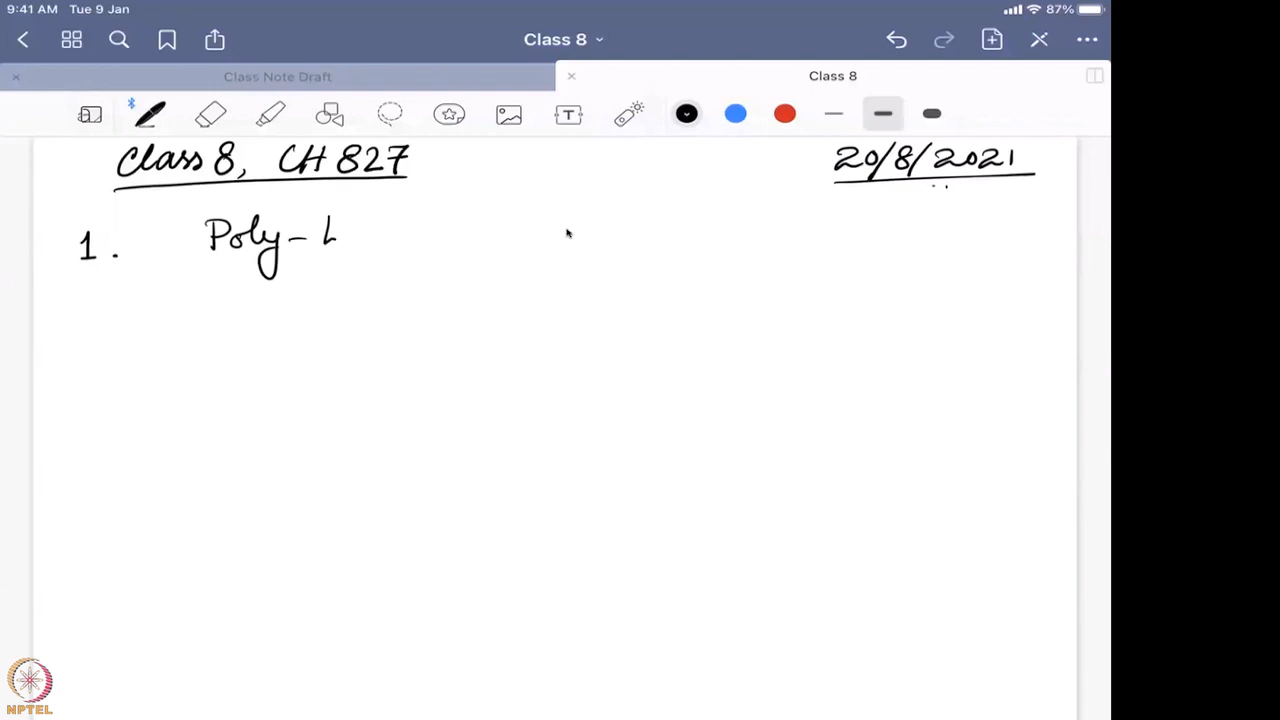 9:41 AM Tue 9 Jan 87%
Class 8
Class Note Draft
Class 8
Class 8, CH 827 20/8/2021
1. Poly-
NPTEL